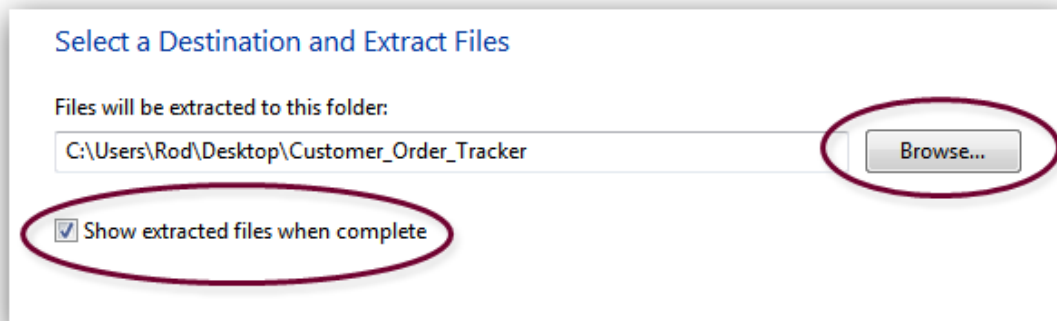 Select a Destination and Extract Files
Files will be extracted to this folder:
C:\Users\Rod\Desktop\Customer_Order_Tracker
Browse...
Show extracted files when complete